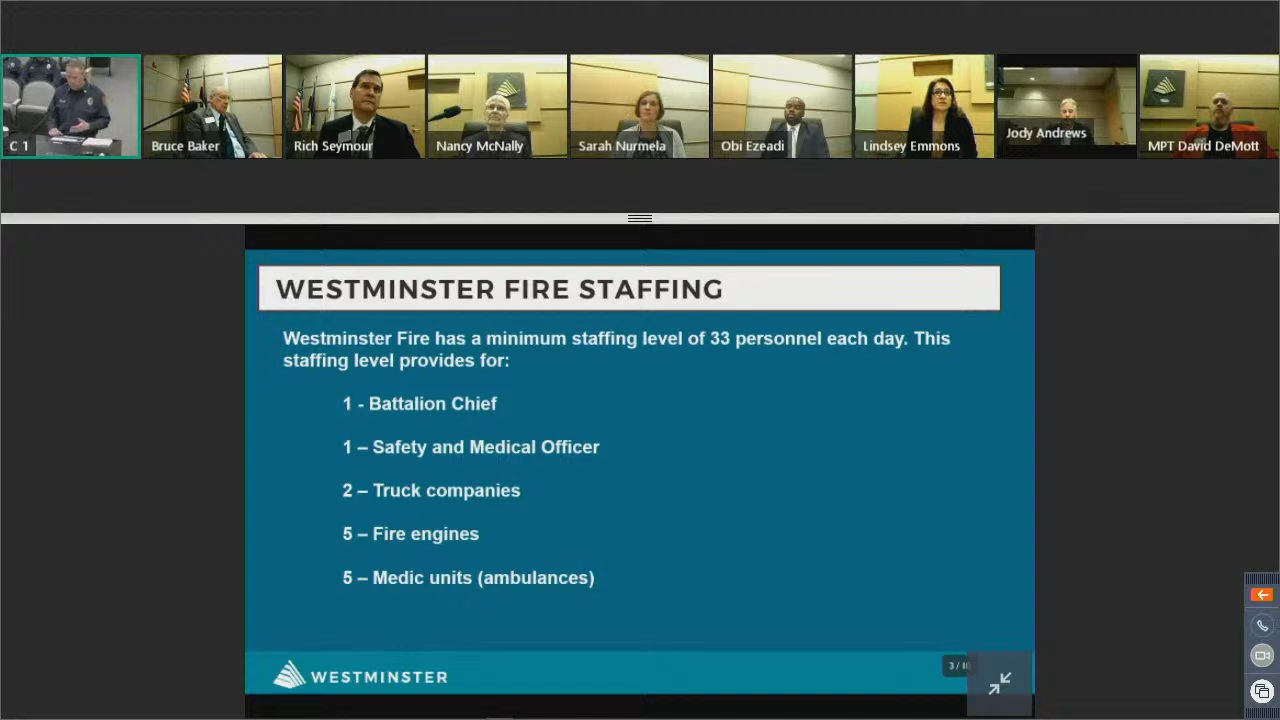 C 1
Bruce Baker
Rich Seymour
Nancy McNally
Sarah Nurmela
Obi Ezeadi
Lindsey Emmons
Jody Andrews
MPT David DeMott
WESTMINSTER FIRE STAFFING
Westminster Fire has a minimum staffing level of 33 personnel each day. This
staffing level provides for:
1 - Battalion Chief
1 – Safety and Medical Officer
2 – Truck companies
5 – Fire engines
5 – Medic units (ambulances)
WESTMINSTER